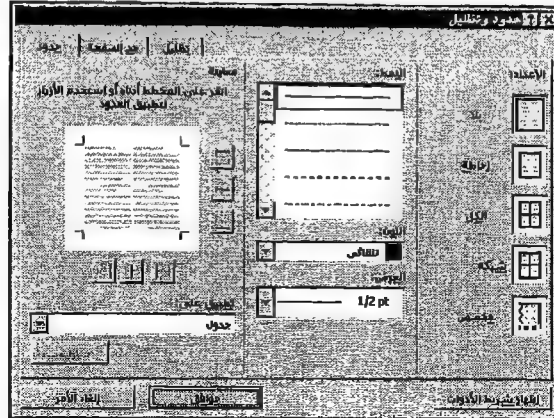 حدود وتظليل
حدود
حد الصفحة
تظليل
الإعداد:
بلا
إحاطة
الكل
شبكة
مخصص
النمط:
اللون:
تلقائي
العرض:
1/2 pt
معاينة
انقر على المخطط أدناه أو استخدم الأزرار
لتطبيق الحدود
تطبيق على:
جدول
إظهار شريط الأدوات
موافق
إلغاء الأمر